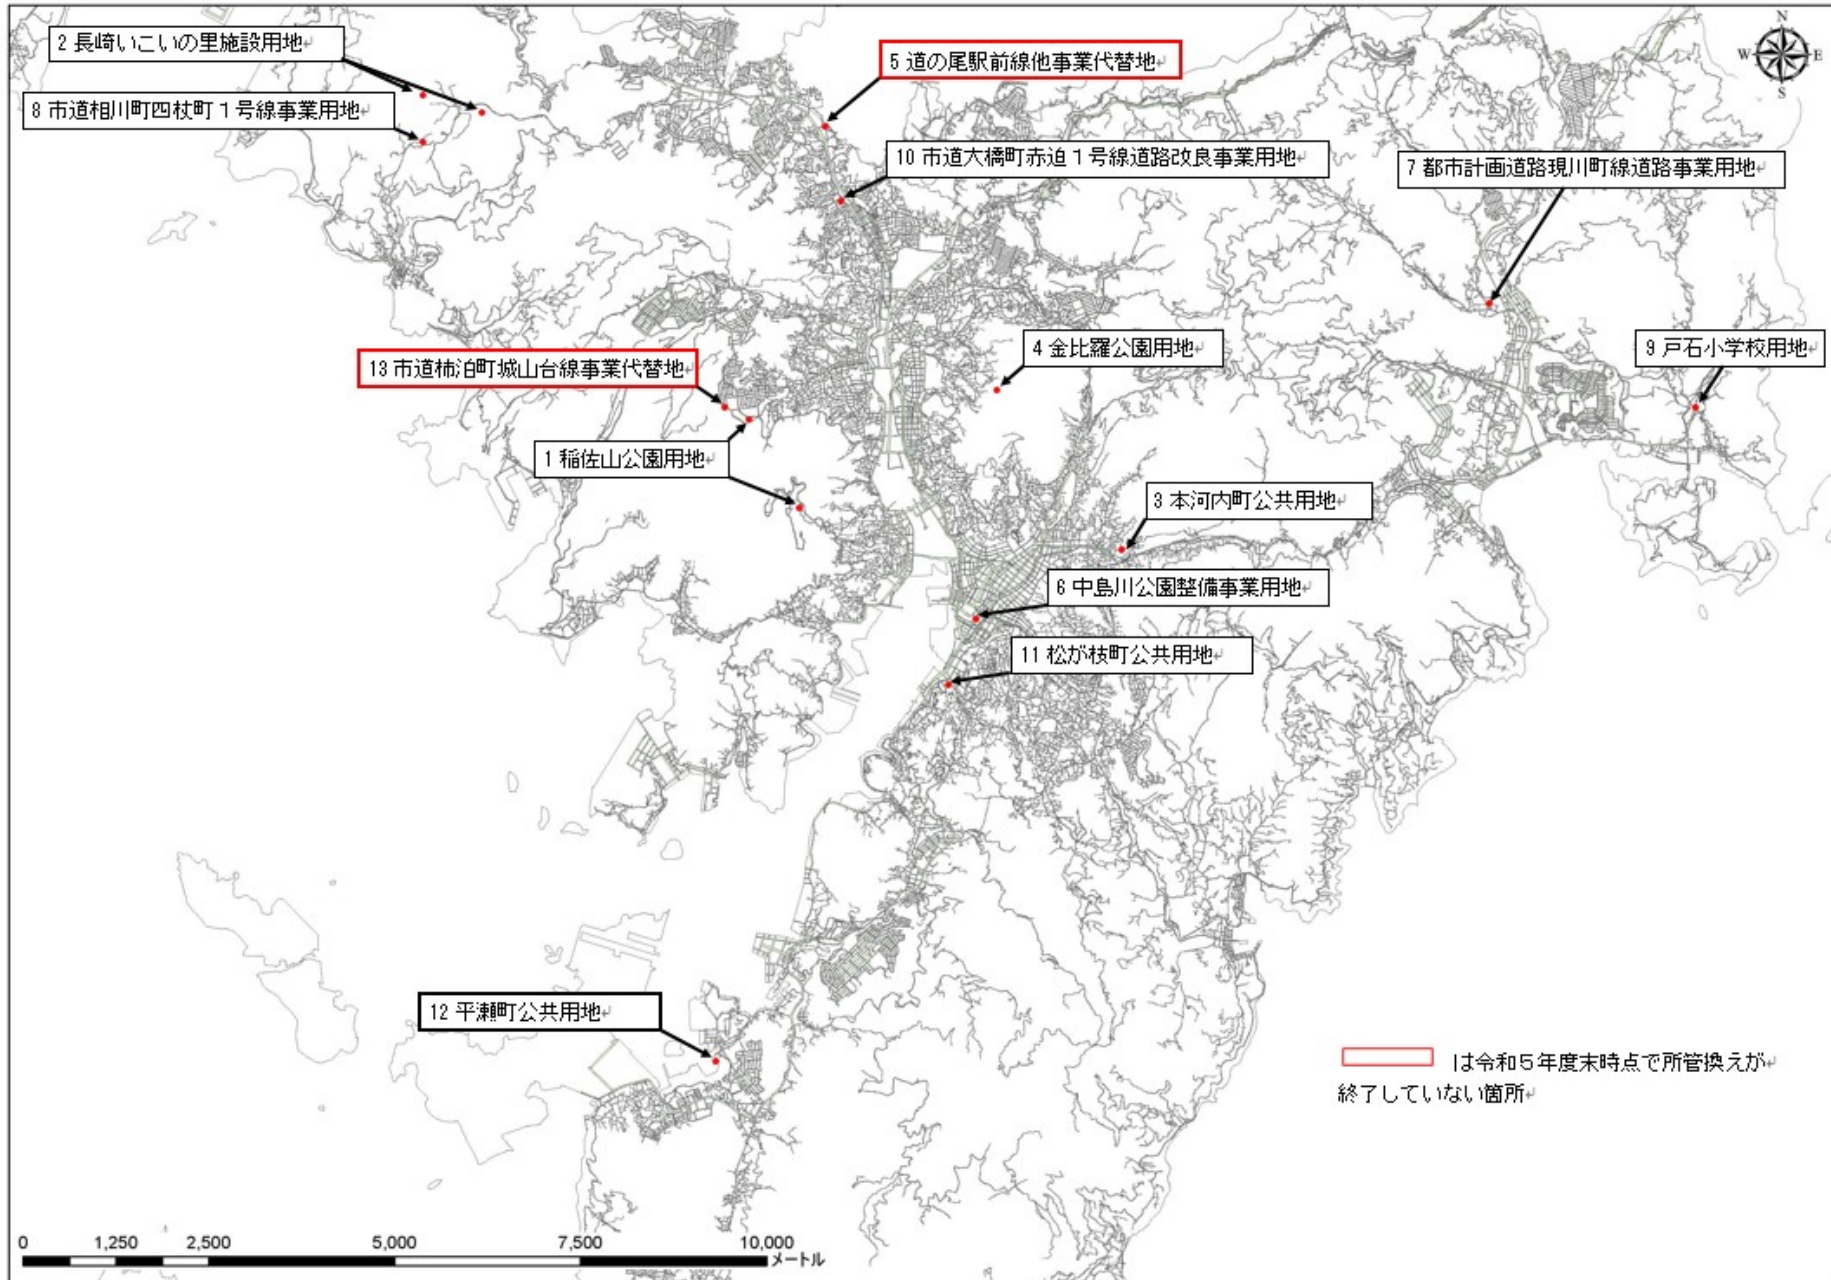 2 長崎いこいの里施設用地
8 市道相川町四杖町１号線事業用地
5 道の尾駅前線他事業代替地
10 市道大橋町赤迫１号線道路改良事業用地
7 都市計画道路現川町線道路事業用地
N
W
E
S
4 金比羅公園用地
9 戸石小学校用地
13 市道柿泊町城山台線事業代替地
1 稲佐山公園用地
3 本河内町公共用地
6 中島川公園整備事業用地
11 松が枝町公共用地
12 平瀬町公共用地
は令和５年度末時点で所管換えが
終了していない箇所
0 1,250 2,500 5,000 7,500 10,000
メートル